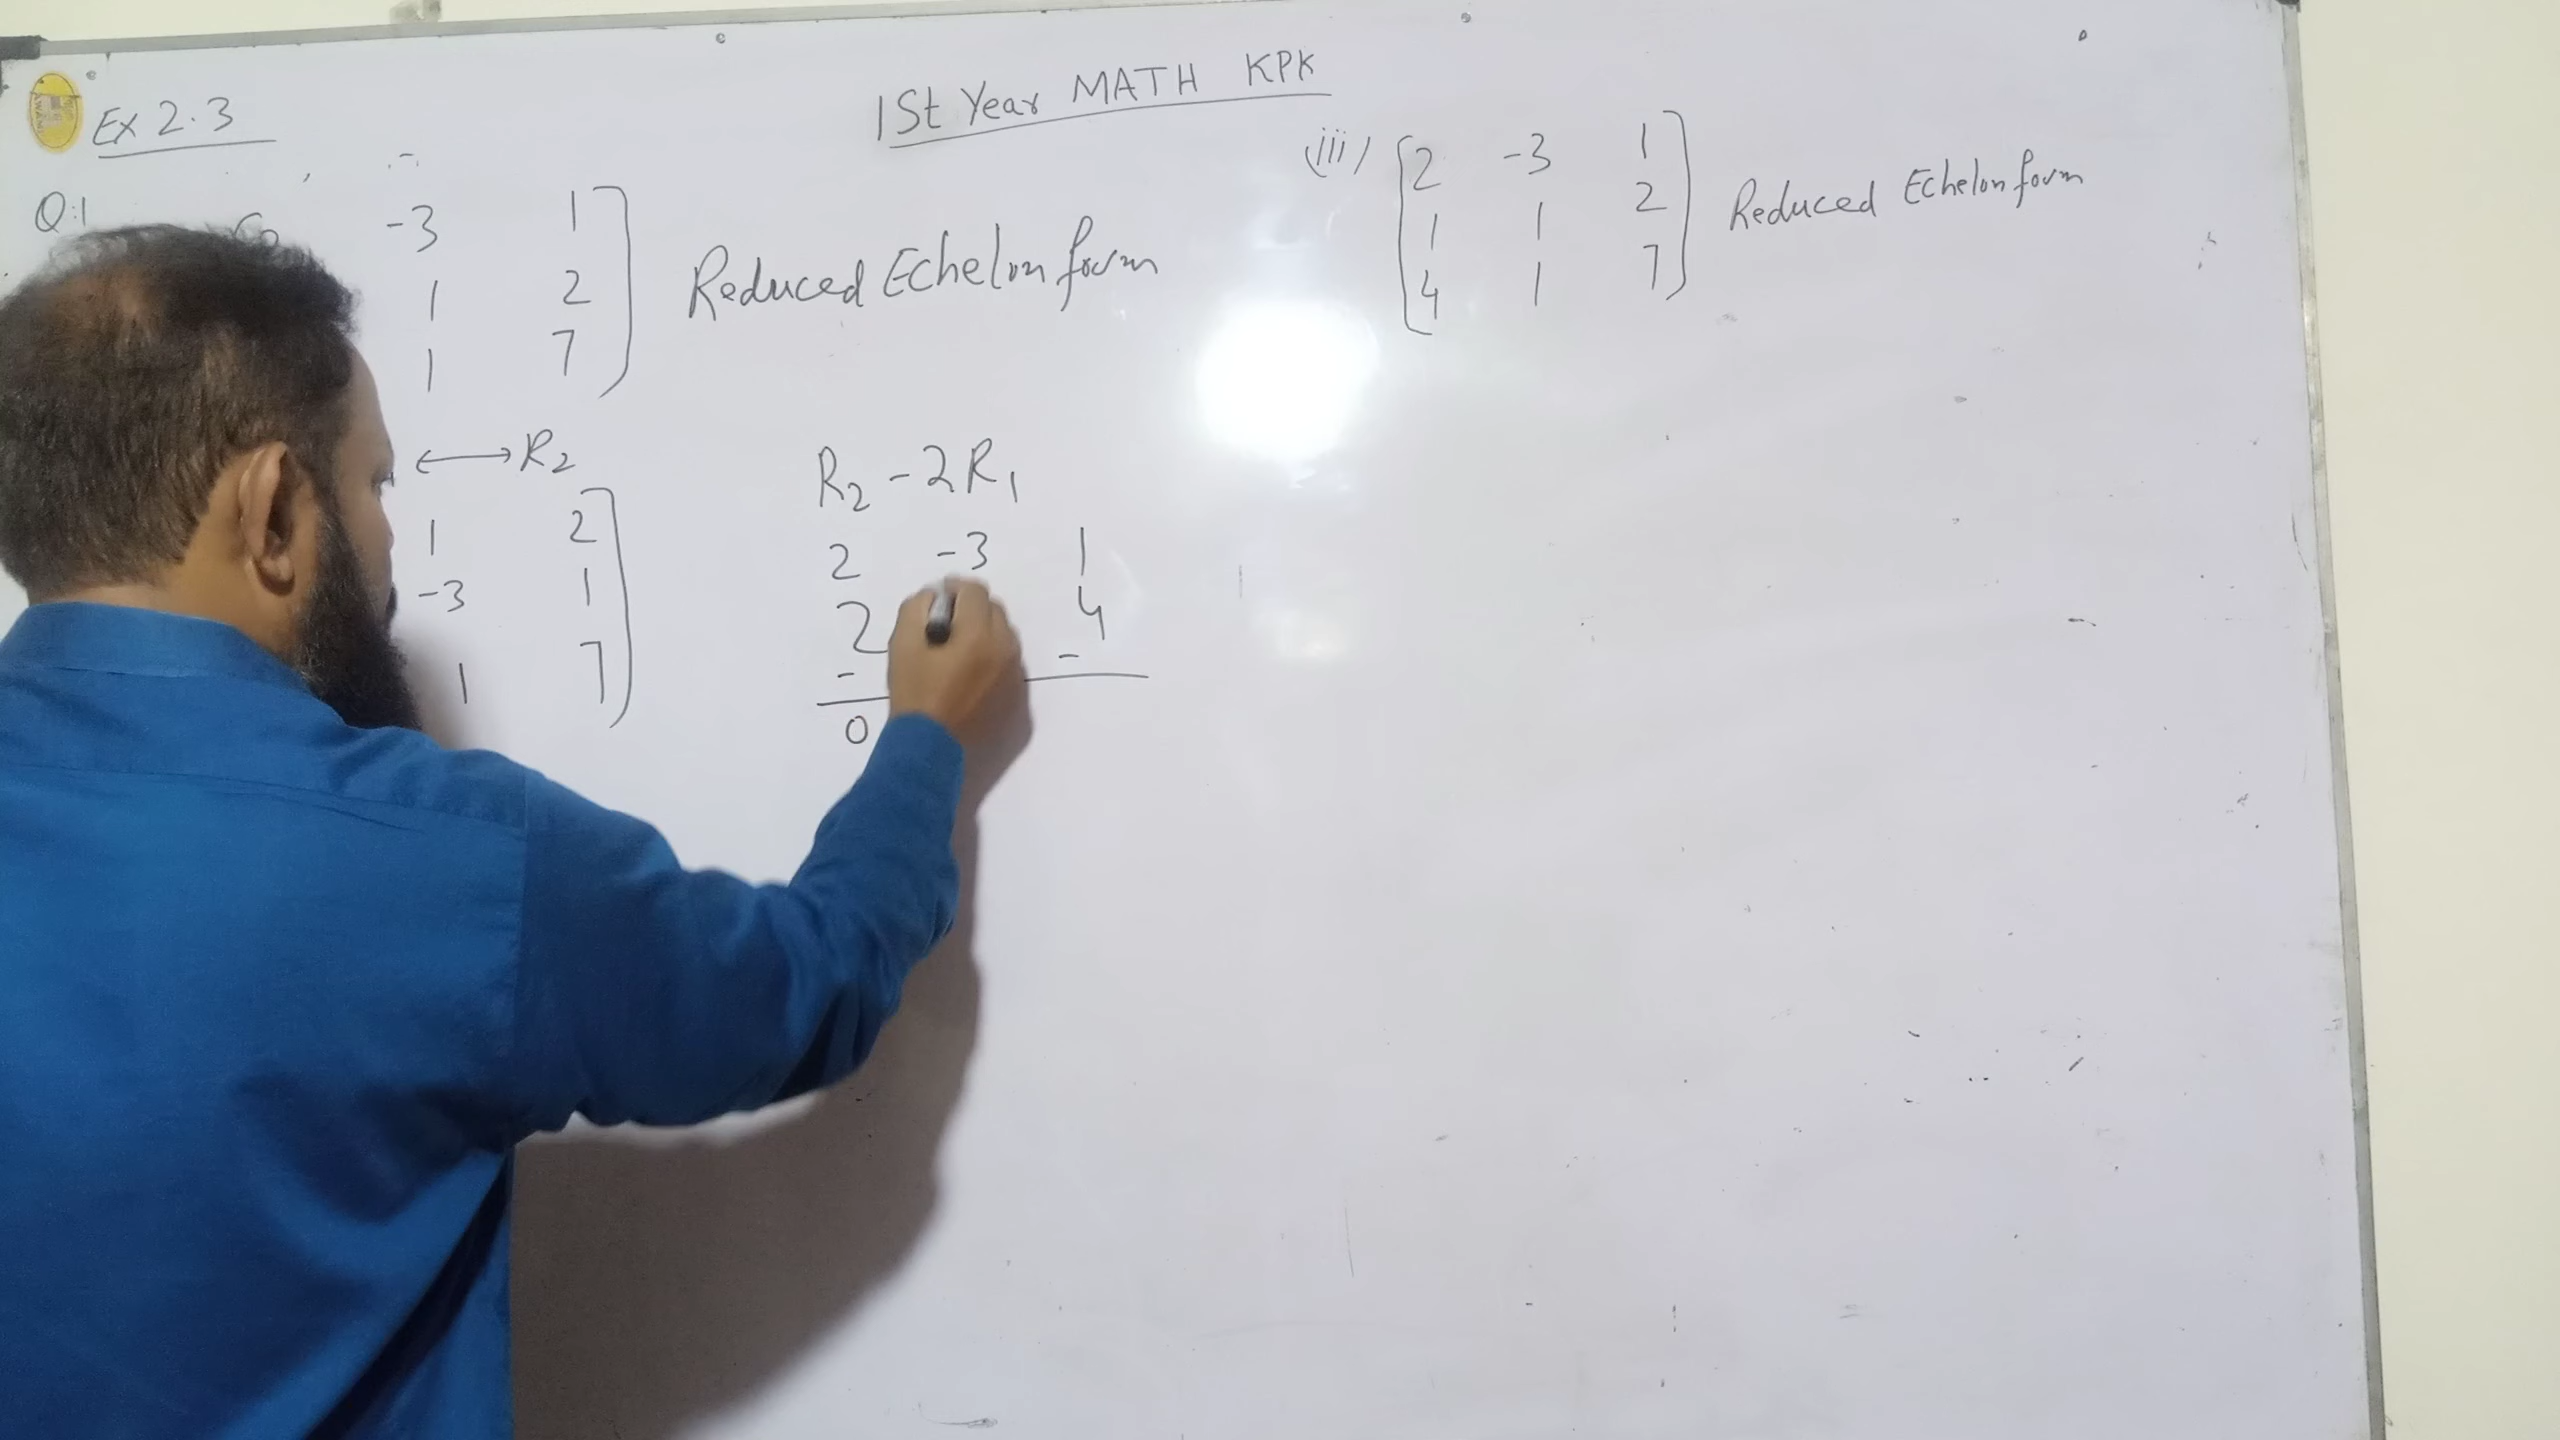 1St Year MATH KPK
Ex 2.3
Q:1
-3 1
1 2
1 7
Reduced Echelon form
⟷ R2
1 2
-3 1
1 7
R2 - 2R1
2 -3 1
2 4
- -
0
(iii) 2 -3 1
1 1 2
4 1 7
Reduced Echelon form